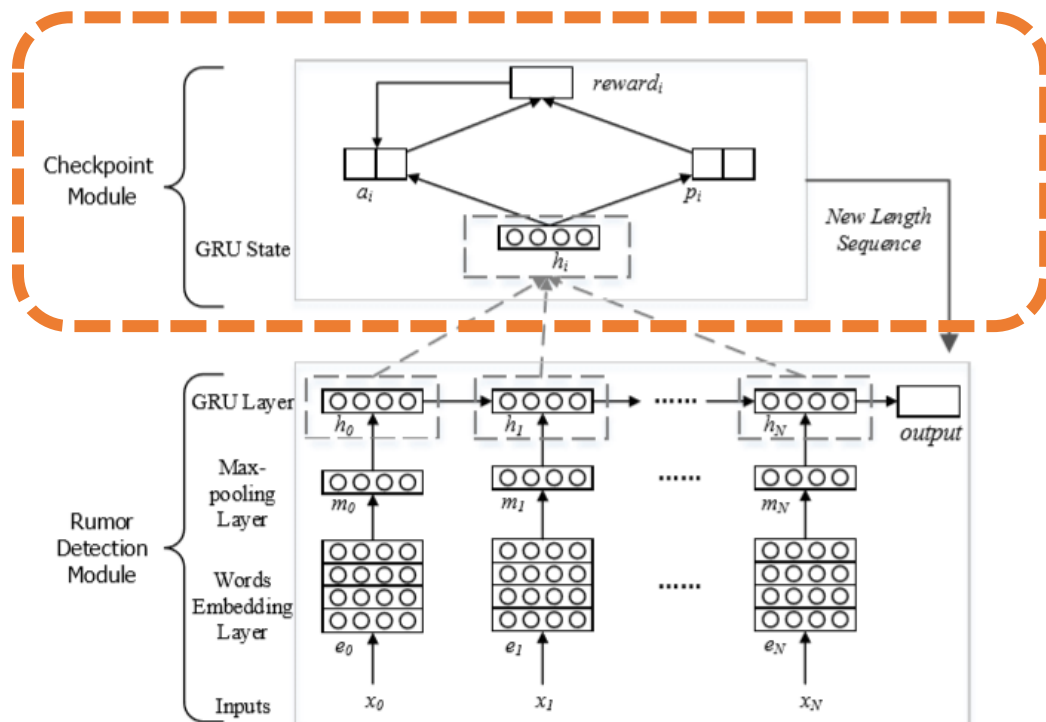 reward_i
Checkpoint
Module
a_i
p_i
New Length
Sequence
GRU State
h_i
GRU Layer
......
h_0
h_1
h_N
output
Max-
pooling
Layer
......
m_0
m_1
m_N
Rumor
Detection
Module
Words
Embedding
Layer
......
e_0
e_1
e_N
Inputs
x_0
x_1
x_N